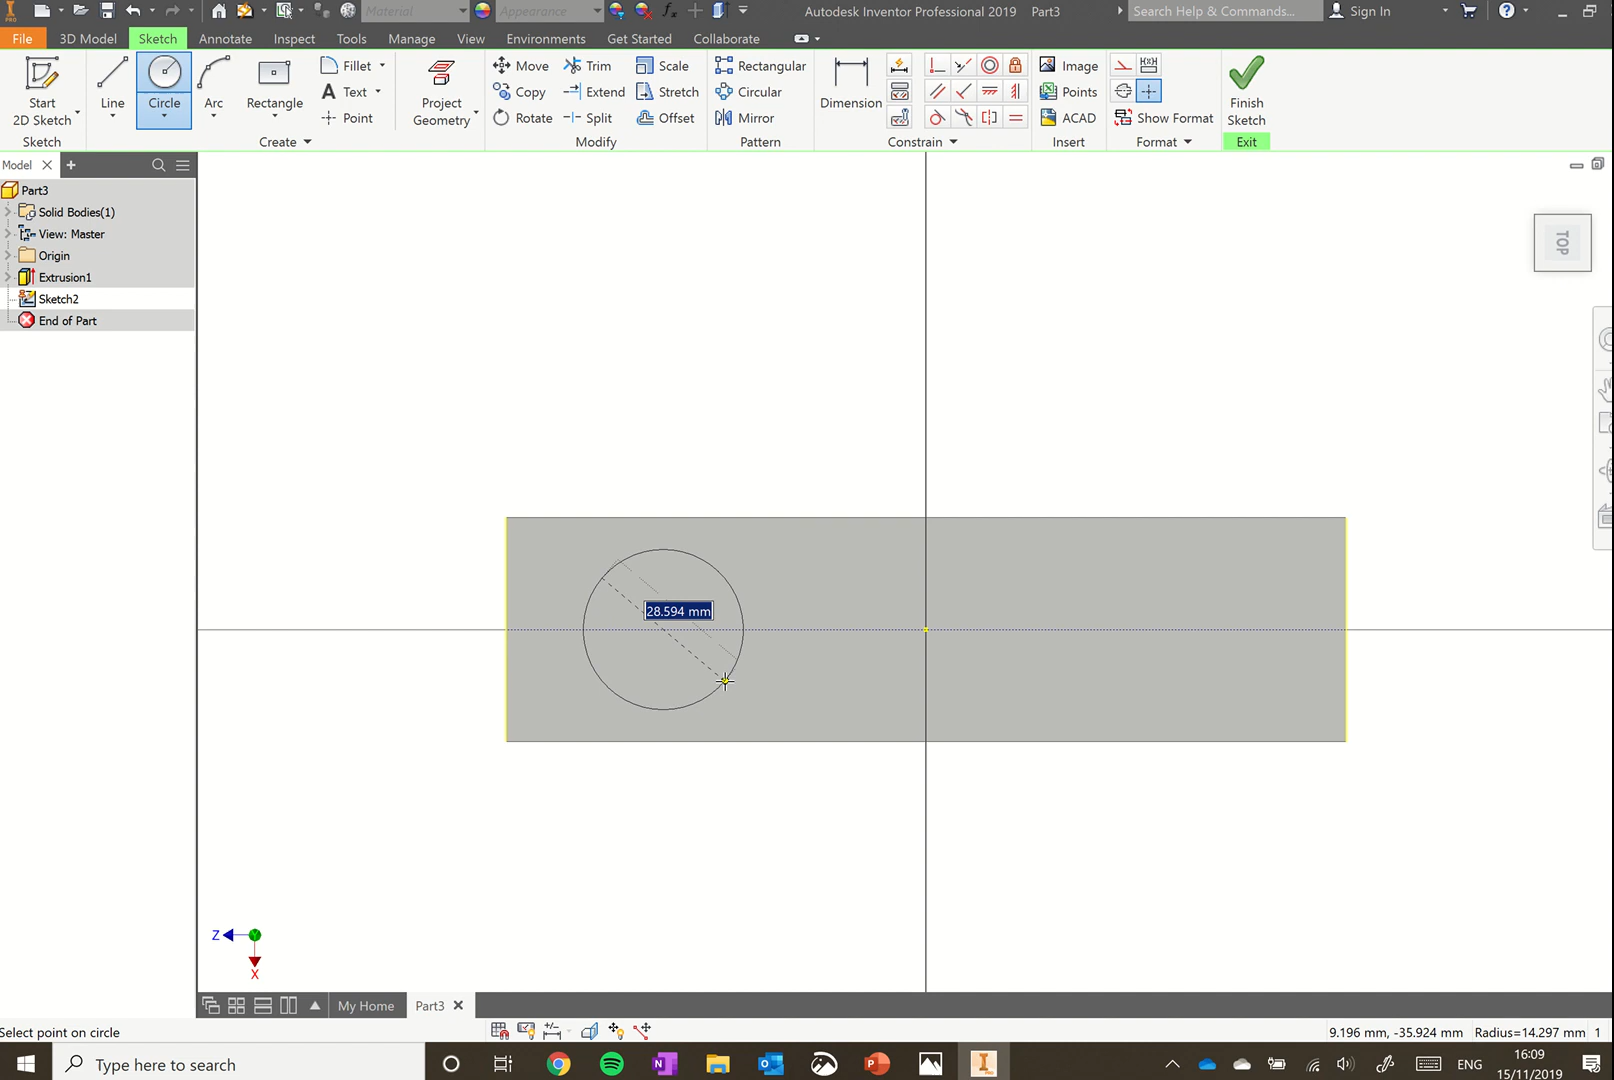 Material
Appearance
Autodesk Inventor Professional 2019 Part3
Search Help & Commands...
Sign In
File 3D Model Sketch Annotate Inspect Tools Manage View Environments Get Started Collaborate
Start
2D Sketch
Line
Circle
Arc
Rectangle
Fillet
Text
Point
Project
Geometry
Move
Copy
Rotate
Trim
Extend
Split
Scale
Stretch
Offset
Rectangular
Circular
Mirror
Dimension
Image
Points
ACAD
Show Format
Finish
Sketch
Sketch Create Modify Pattern Constrain Insert Format Exit
Model
Part3
Solid Bodies(1)
View: Master
Origin
Extrusion1
Sketch2
End of Part
TOP
28.594 mm
Z
X
My Home Part3
Select point on circle
9.196 mm, -35.924 mm Radius=14.297 mm 1
Type here to search
ENG
16:09
15/11/2019